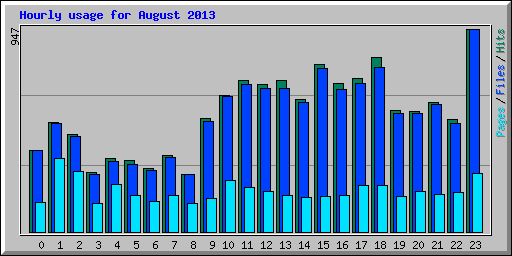 Hourly usage for August 2013
947
Pages/Files/Hits
0 1 2 3 4 5 6 7 8 9 10 11 12 13 14 15 16 17 18 19 20 21 22 23